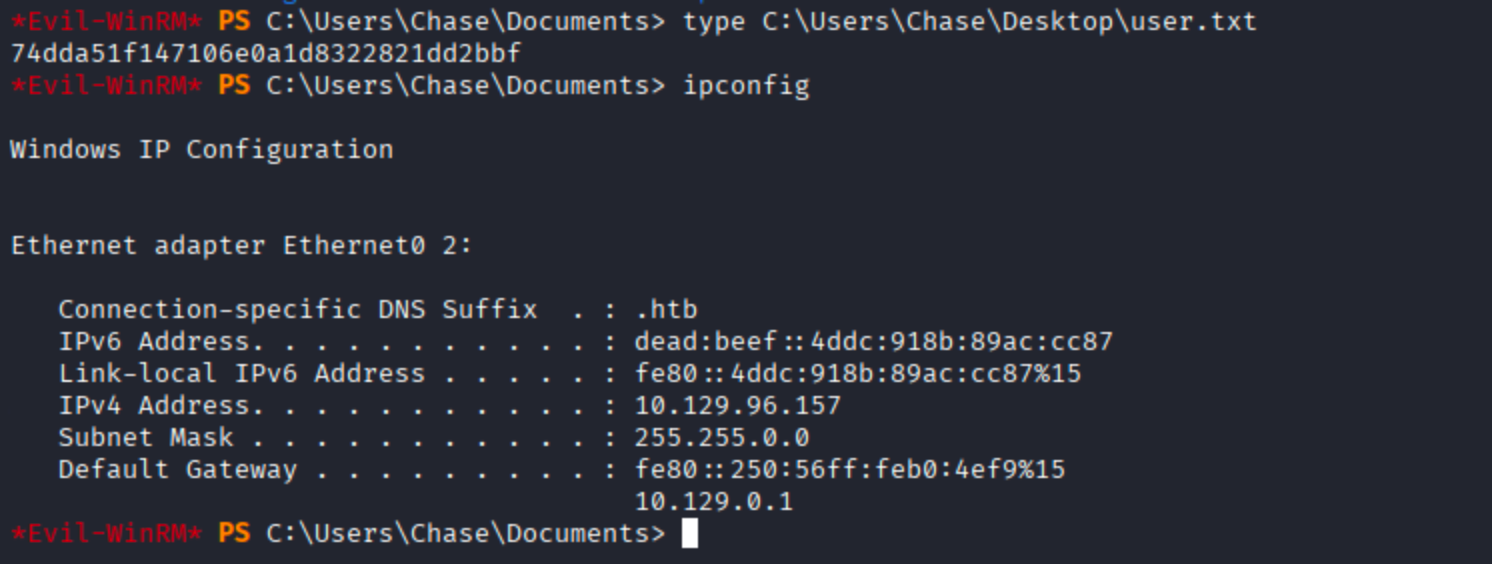 *Evil-WinRM* PS C:\Users\Chase\Documents> type C:\Users\Chase\Desktop\user.txt
74dda51f147106e0a1d8322821dd2bbf
*Evil-WinRM* PS C:\Users\Chase\Documents> ipconfig
Windows IP Configuration
Ethernet adapter Ethernet0 2:
   Connection-specific DNS Suffix  . : .htb
   IPv6 Address. . . . . . . . . . . : dead:beef::4ddc:918b:89ac:cc87
   Link-local IPv6 Address . . . . . : fe80::4ddc:918b:89ac:cc87%15
   IPv4 Address. . . . . . . . . . . : 10.129.96.157
   Subnet Mask . . . . . . . . . . . : 255.255.0.0
   Default Gateway . . . . . . . . . : fe80::250:56ff:feb0:4ef9%15
                                       10.129.0.1
*Evil-WinRM* PS C:\Users\Chase\Documents>